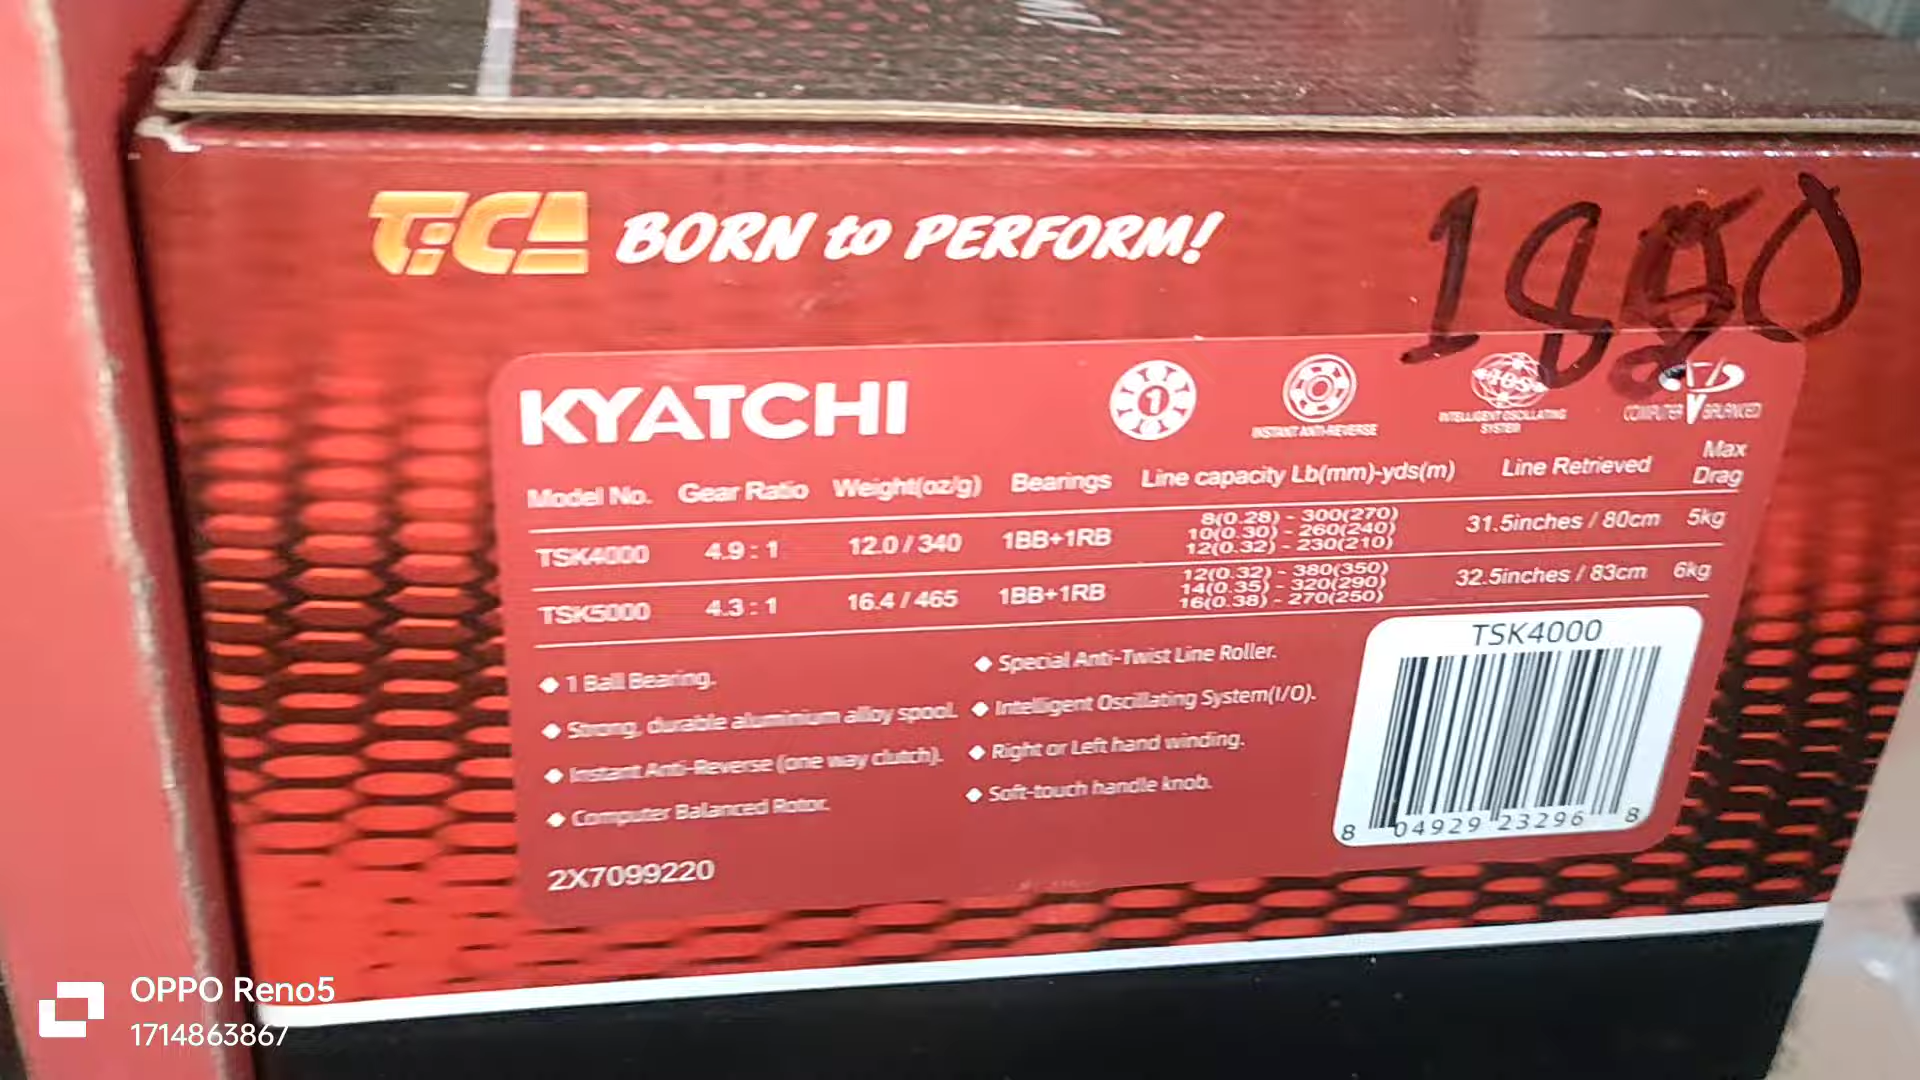 TiCA BORN to PERFORM!
KYATCHI
1
INSTANT ANTI-REVERSE
IOS
INTELLIGENT OSCILLATING
SYSTEM
COMPUTER BALANCED
Model No. Gear Ratio Weight(oz/g) Bearings Line capacity Lb(mm)-yds(m) Line Retrieved Max Drag
TSK4000 4.9 : 1 12.0 / 340 1BB+1RB 8(0.28) - 300(270) 31.5inches / 80cm 5kg
10(0.30) - 260(240)
12(0.32) - 230(210)
TSK5000 4.3 : 1 16.4 / 465 1BB+1RB 12(0.32) - 380(350) 32.5inches / 83cm 6kg
14(0.35) - 320(290)
16(0.38) - 270(250)
◆ 1 Ball Bearing.
◆ Strong, durable aluminium alloy spool.
◆ Instant Anti-Reverse (one way clutch).
◆ Computer Balanced Rotor.
◆ Special Anti-Twist Line Roller.
◆ Intelligent Oscillating System(I/O).
◆ Right or Left hand winding.
◆ Soft-touch handle knob.
TSK4000
8 04929 23296 8
2X7099220
OPPO Reno5
1714863867